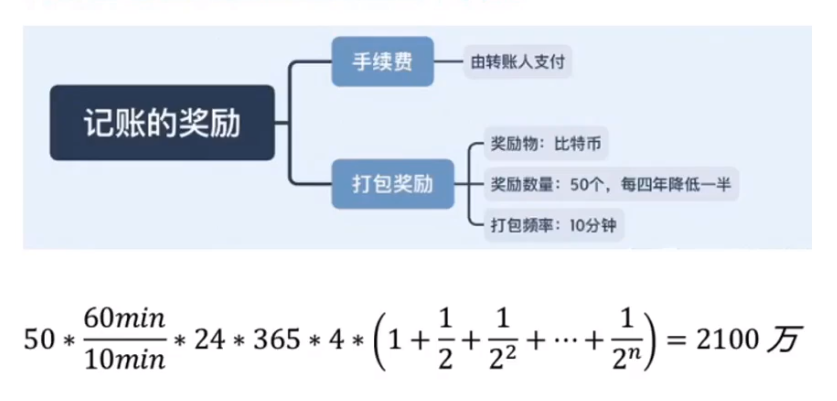 记账的奖励
手续费
由转账人支付
打包奖励
奖励物：比特币
奖励数量：50个，每四年降低一半
打包频率：10分钟
50 * \frac{60min}{10min} * 24 * 365 * 4 * (1 + \frac{1}{2} + \frac{1}{2^2} + ⋯ + \frac{1}{2^n}) = 2100 万